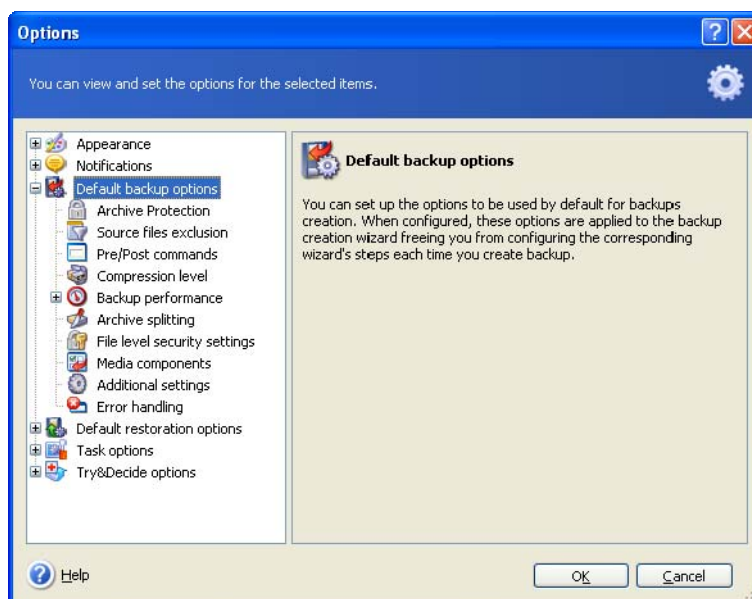 Options
You can view and set the options for the selected items.
Appearance
Notifications
Default backup options
Archive Protection
Source files exclusion
Pre/Post commands
Compression level
Backup performance
Archive splitting
File level security settings
Media components
Additional settings
Error handling
Default restoration options
Task options
Try&Decide options
Default backup options
You can set up the options to be used by default for backups
creation. When configured, these options are applied to the backup
creation wizard freeing you from configuring the corresponding
wizard's steps each time you create backup.
Help
OK
Cancel